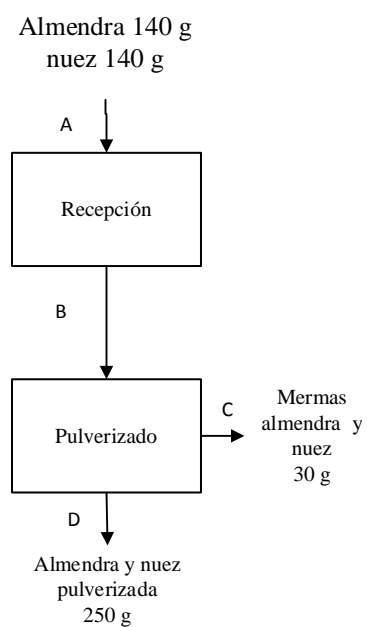 Almendra 140 g
nuez 140 g
A
Recepción
B
Pulverizado
C
Mermas
almendra y
nuez
30 g
D
Almendra y nuez
pulverizada
250 g